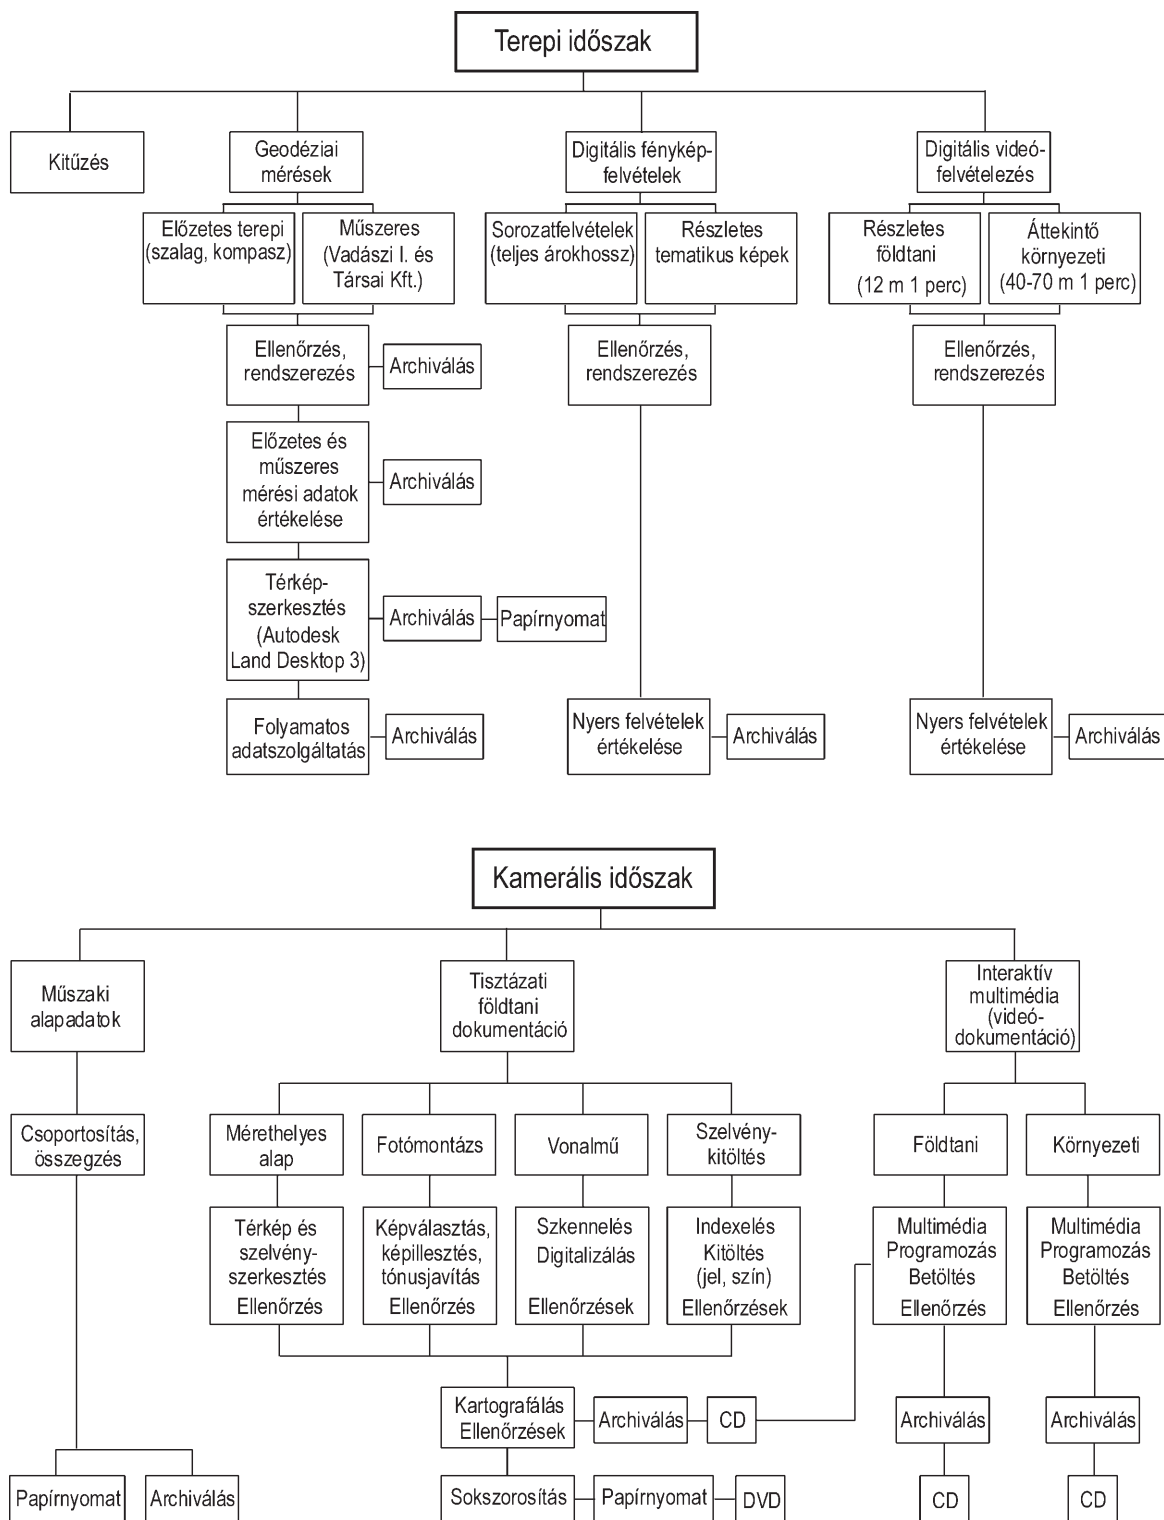 Terepi időszak
Kitűzés
Geodéziai
mérések
Digitális fénykép-
felvételek
Digitális videó-
felvételezés
Előzetes terepi
(szalag, kompasz)
Műszeres
(Vadászi I. és
Társai Kft.)
Sorozatfelvételek
(teljes árokhossz)
Részletes
tematikus képek
Részletes
földtani
(12 m 1 perc)
Áttekintő
környezeti
(40-70 m 1 perc)
Ellenőrzés,
rendszerezés
Archiválás
Ellenőrzés,
rendszerezés
Ellenőrzés,
rendszerezés
Előzetes és
műszeres
mérési adatok
értékelése
Archiválás
Térkép-
szerkesztés
(Autodesk
Land Desktop 3)
Archiválás
Papírnyomat
Folyamatos
adatszolgáltatás
Archiválás
Nyers felvételek
értékelése
Archiválás
Nyers felvételek
értékelése
Archiválás
Kamerális időszak
Műszaki
alapadatok
Tisztázati
földtani
dokumentáció
Interaktív
multimédia
(videó-
dokumentáció)
Csoportosítás,
összegzés
Mérethelyes
alap
Fotómontázs
Vonalmű
Szelvény-
kitöltés
Földtani
Környezeti
Térkép és
szelvény-
szerkesztés
Ellenőrzés
Képválasztás,
képillesztés,
tónusjavítás
Ellenőrzés
Szkennelés
Digitalizálás
Ellenőrzések
Indexelés
Kitöltés
(jel, szín)
Ellenőrzések
Multimédia
Programozás
Betöltés
Ellenőrzés
Multimédia
Programozás
Betöltés
Ellenőrzés
Kartografálás
Ellenőrzések
Archiválás
CD
Archiválás
Archiválás
Papírnyomat
Archiválás
Sokszorosítás
Papírnyomat
DVD
CD
CD